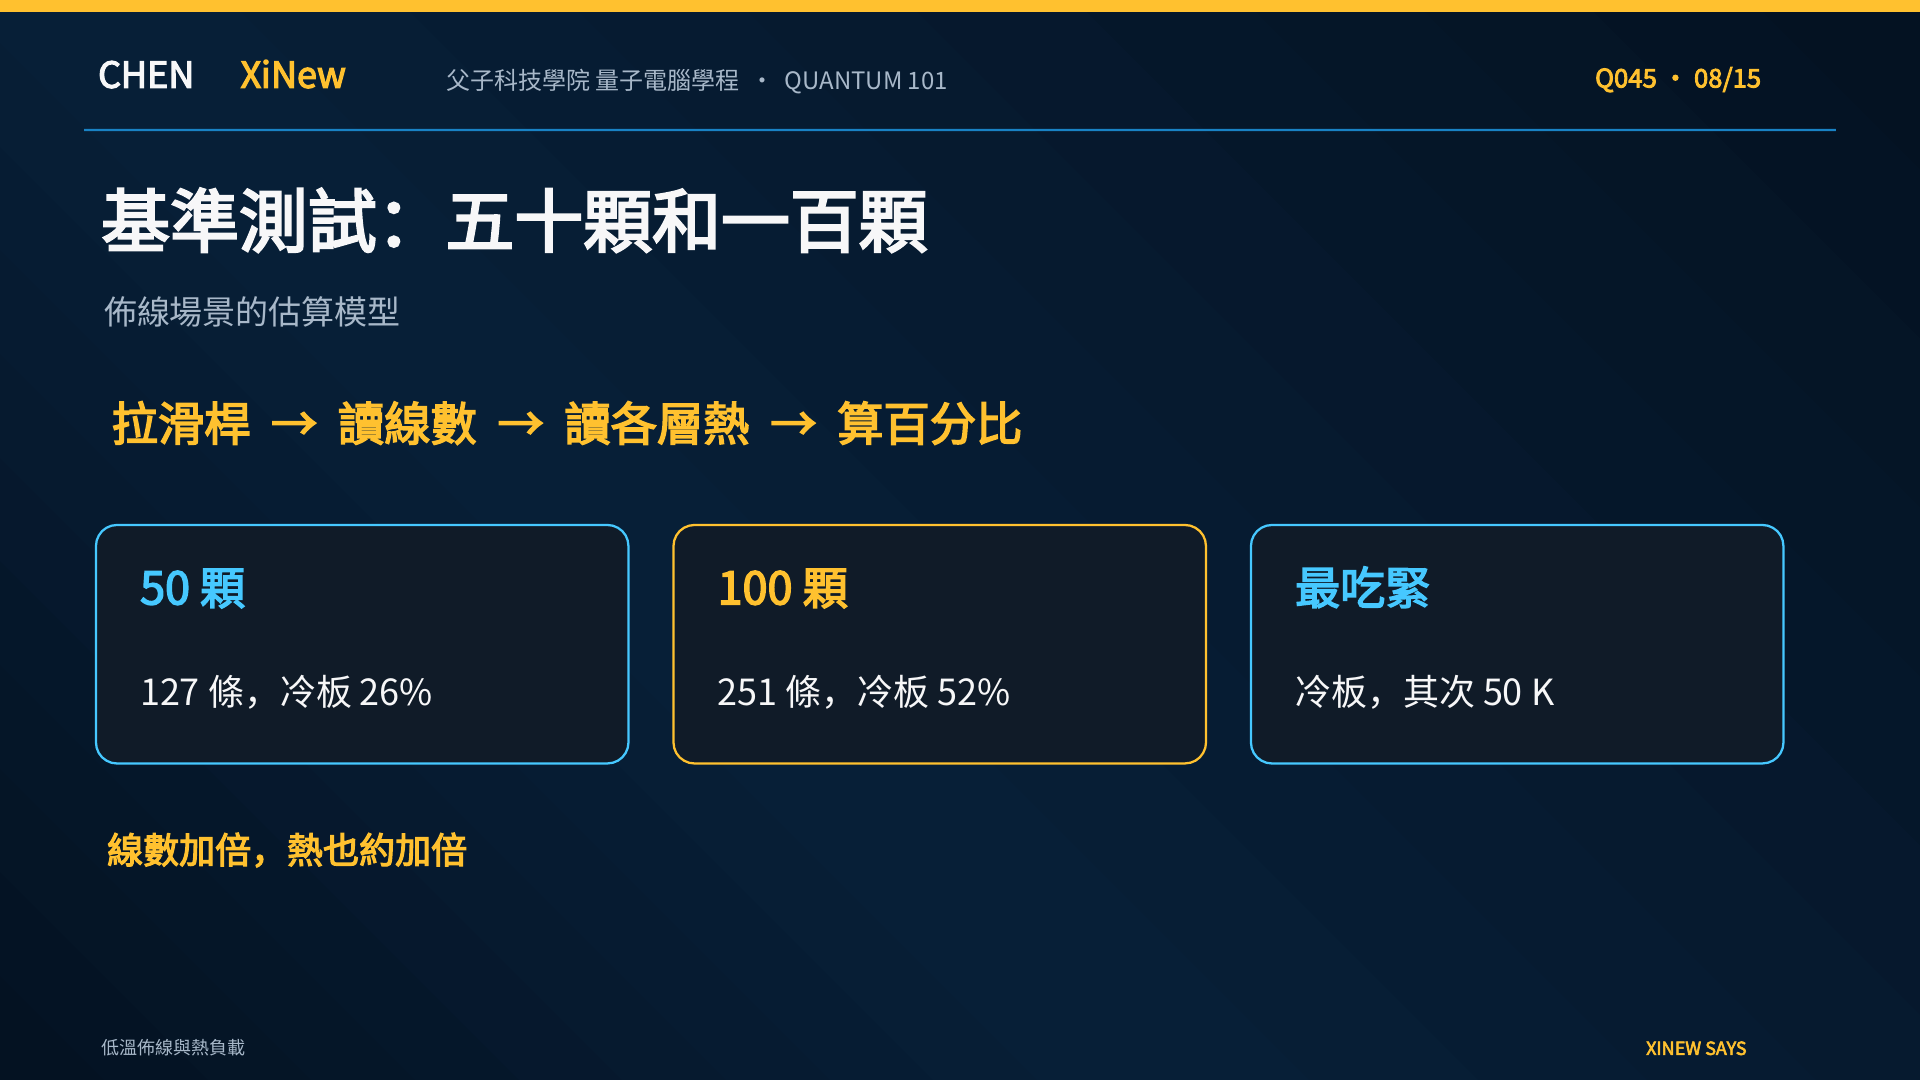 CHEN XiNew 父子科技學院 量子電腦學程 · QUANTUM 101 Q045 · 08/15
基準測試：五十顆和一百顆
佈線場景的估算模型
拉滑桿 → 讀線數 → 讀各層熱 → 算百分比
50 顆
127 條，冷板 26%
100 顆
251 條，冷板 52%
最吃緊
冷板，其次 50 K
線數加倍，熱也約加倍
低溫佈線與熱負載
XINEW SAYS